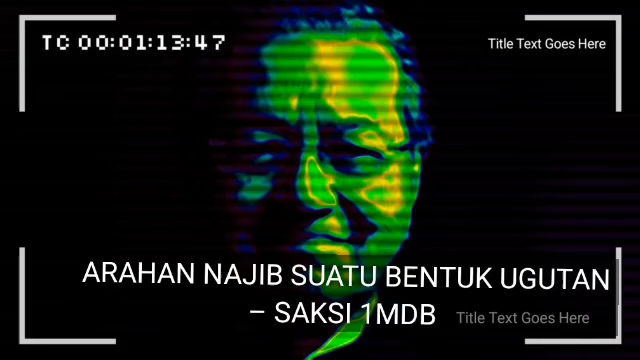 TC 00:01:13:47
Title Text Goes Here
ARAHAN NAJIB SUATU BENTUK UGUTAN
– SAKSI 1MDB
Title Text Goes Here